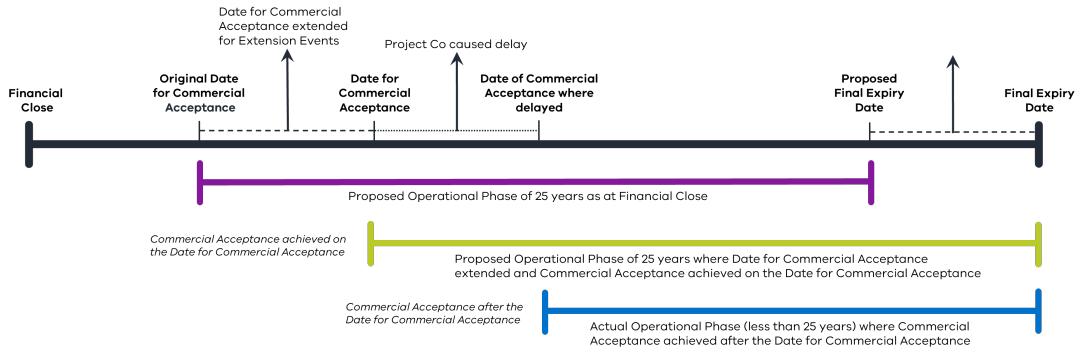 Date for Commercial
Acceptance extended
for Extension Events
Project Co caused delay
Financial
Close
Original Date
for Commercial
Acceptance
Date for
Commercial
Acceptance
Date of Commercial
Acceptance where
delayed
Proposed
Final Expiry
Date
Final Expiry
Date
Proposed Operational Phase of 25 years as at Financial Close
Commercial Acceptance achieved on
the Date for Commercial Acceptance
Proposed Operational Phase of 25 years where Date for Commercial Acceptance
extended and Commercial Acceptance achieved on the Date for Commercial Acceptance
Commercial Acceptance after the
Date for Commercial Acceptance
Actual Operational Phase (less than 25 years) where Commercial
Acceptance achieved after the Date for Commercial Acceptance